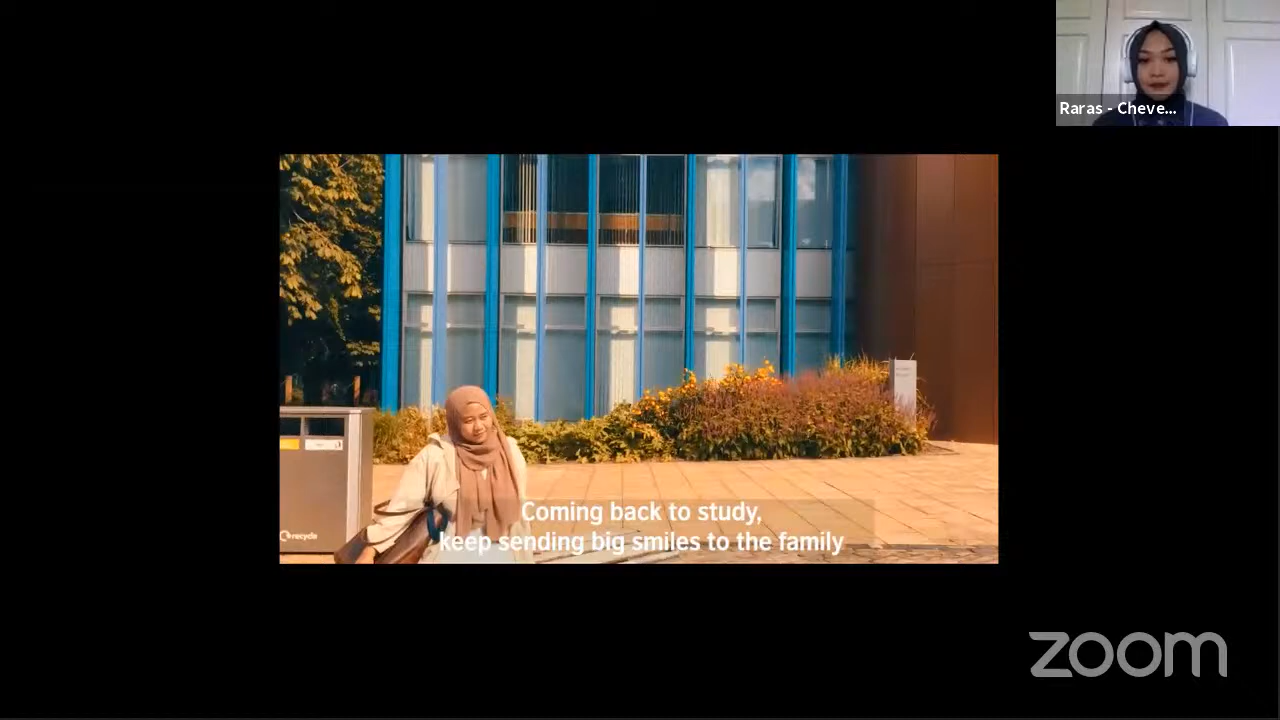 Raras - Cheve...
Coming back to study,
keep sending big smiles to the family
recycle
zoom